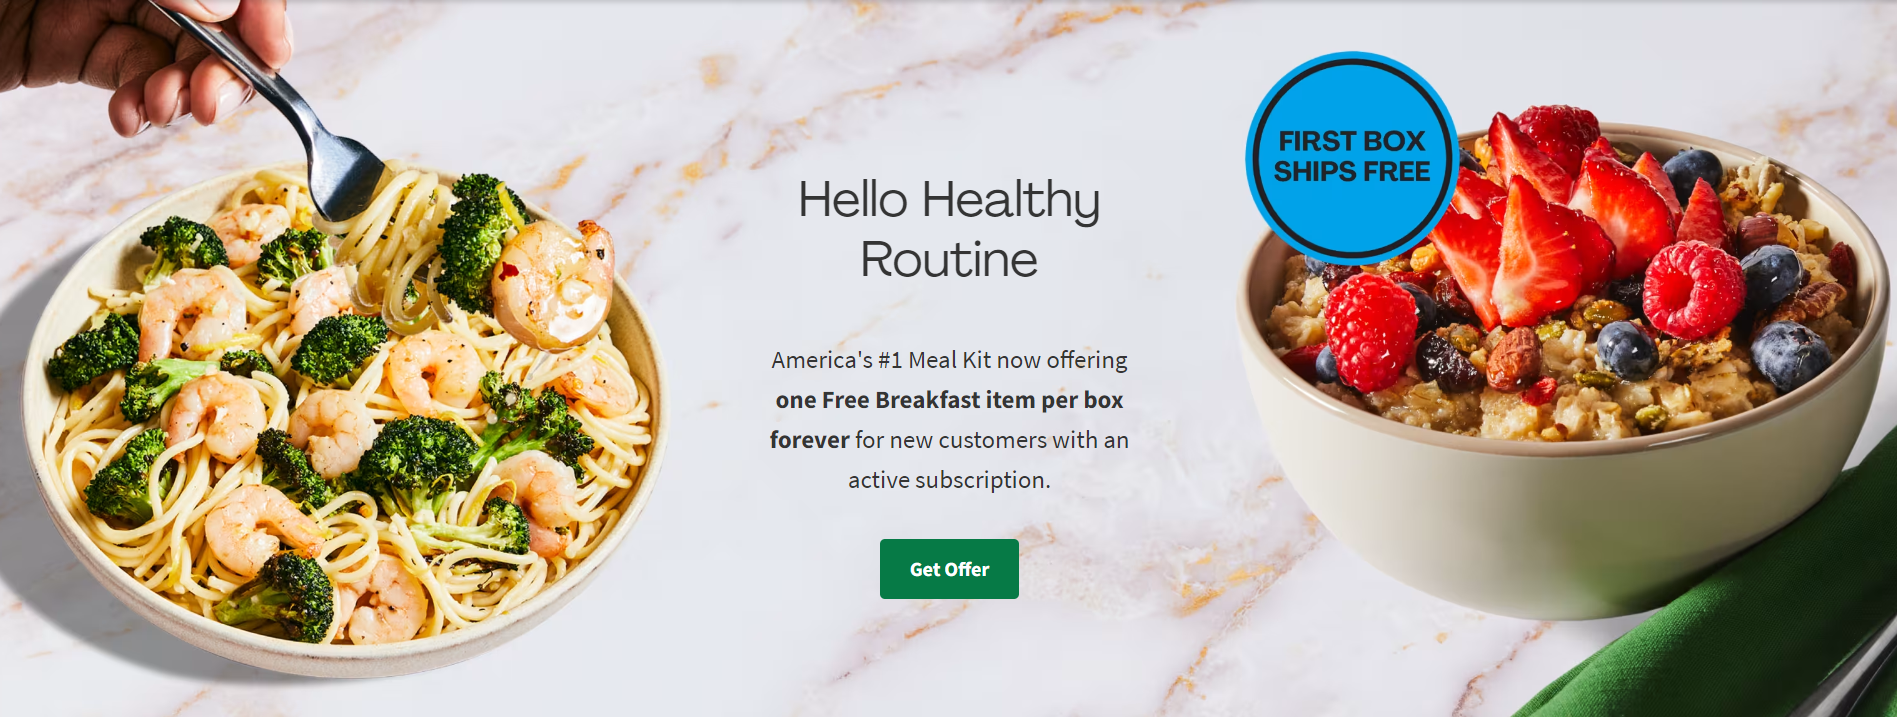 Hello Healthy
Routine
America's #1 Meal Kit now offering
one Free Breakfast item per box
forever for new customers with an
active subscription.
Get Offer
FIRST BOX
SHIPS FREE